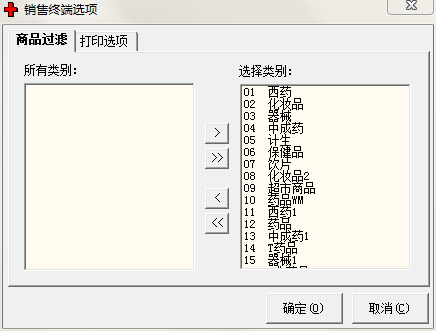 销售终端选项
商品过滤 打印选项
所有类别: 选择类别:
01 西药
02 化妆品
03 器械
04 中成药
05 计生
06 保健品
07 饮片
08 化妆品2
09 超市商品
10 药品WM
11 西药1
12 药品
13 中成药1
14 T药品
15 器械1
>
>>
<
<<
确定(O) 取消(C)